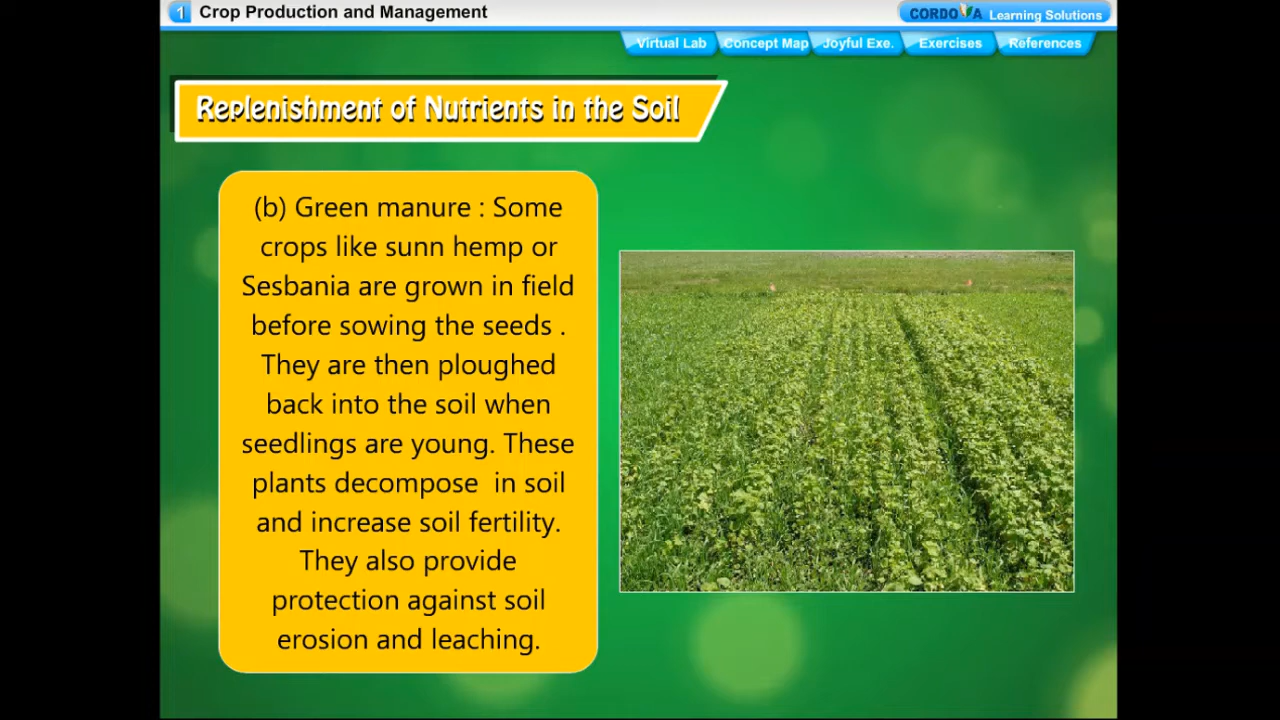 1 Crop Production and Management
CORDOVA Learning Solutions
Virtual Lab Concept Map Joyful Exe. Exercises References
Replenishment of Nutrients in the Soil
(b) Green manure : Some
crops like sunn hemp or
Sesbania are grown in field
before sowing the seeds .
They are then ploughed
back into the soil when
seedlings are young. These
plants decompose  in soil
and increase soil fertility.
They also provide
protection against soil
erosion and leaching.